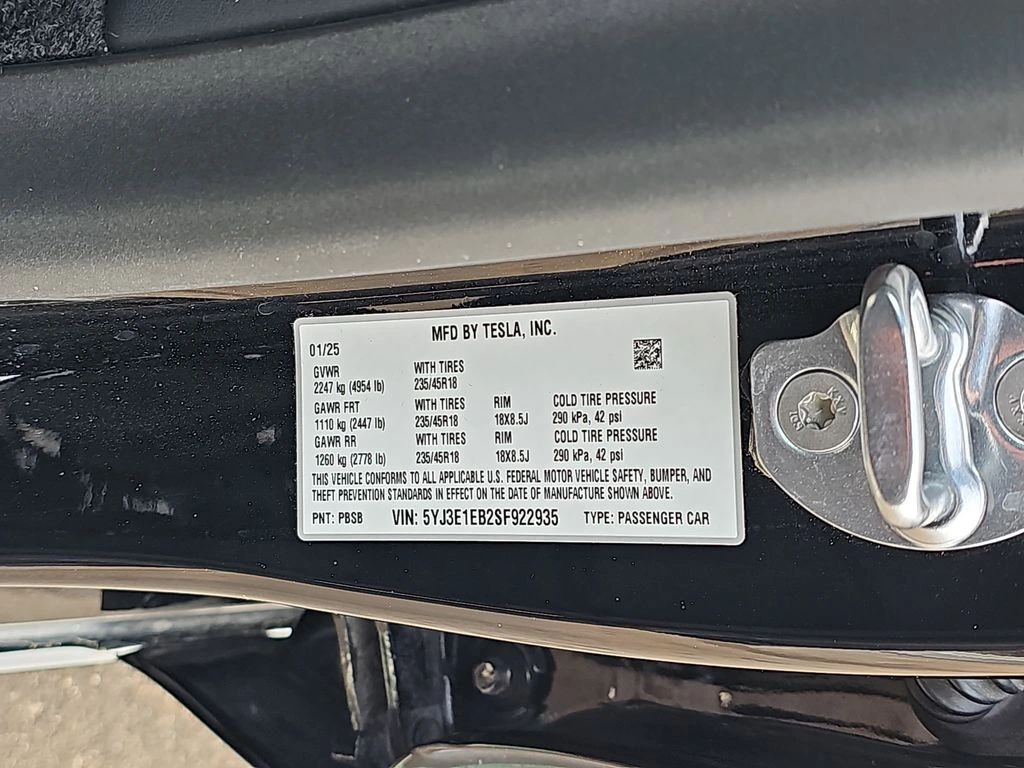 MFD BY TESLA, INC.
01/25
GVWR WITH TIRES
2247 kg (4954 lb) 235/45R18
GAWR FRT WITH TIRES RIM COLD TIRE PRESSURE
1110 kg (2447 lb) 235/45R18 18X8.5J 290 kPa, 42 psi
GAWR RR WITH TIRES RIM COLD TIRE PRESSURE
1260 kg (2778 lb) 235/45R18 18X8.5J 290 kPa, 42 psi
THIS VEHICLE CONFORMS TO ALL APPLICABLE U.S. FEDERAL MOTOR VEHICLE SAFETY, BUMPER, AND
THEFT PREVENTION STANDARDS IN EFFECT ON THE DATE OF MANUFACTURE SHOWN ABOVE.
PNT: PBSB VIN: 5YJ3E1EB2SF922935 TYPE: PASSENGER CAR